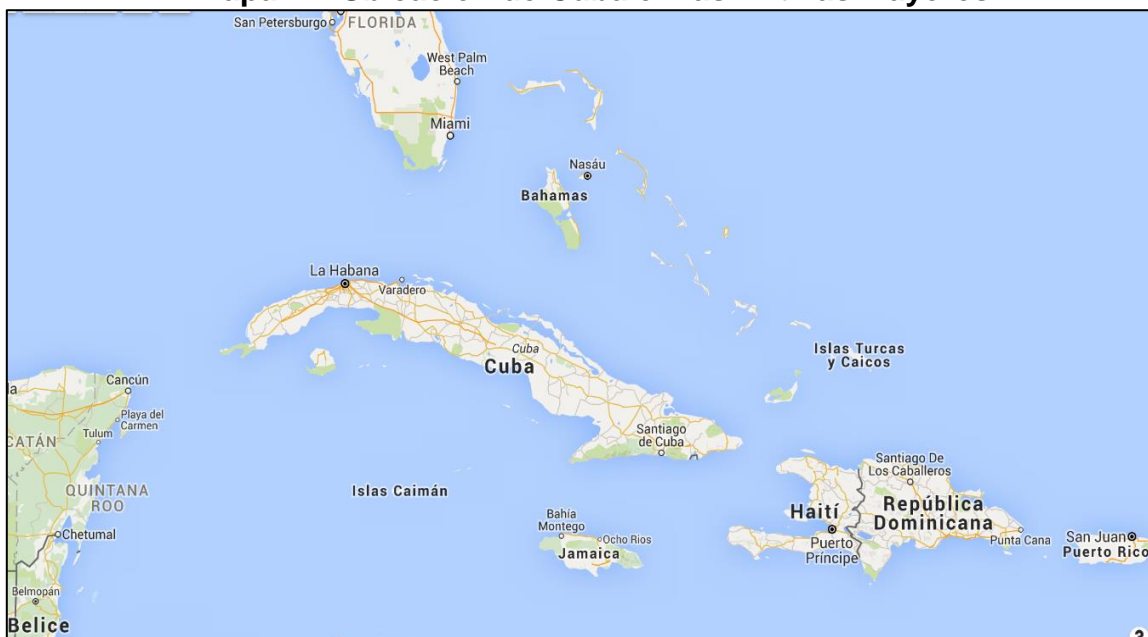 San Petersburgo
FLORIDA
West Palm
Beach
Miami
Nasáu
Bahamas
La Habana
Varadero
Cuba
Cuba
Islas Turcas
y Caicos
Cancún
Playa del
Carmen
Tulum
CATÁN
QUINTANA
ROO
Chetumal
Belmopán
Belice
Islas Caimán
Santiago
de Cuba
Bahía
Montego
Ocho Rios
Jamaica
Santiago De
Los Caballeros
Haití
República
Dominicana
Puerto
Príncipe
Punta Cana
San Juan
Puerto Rico